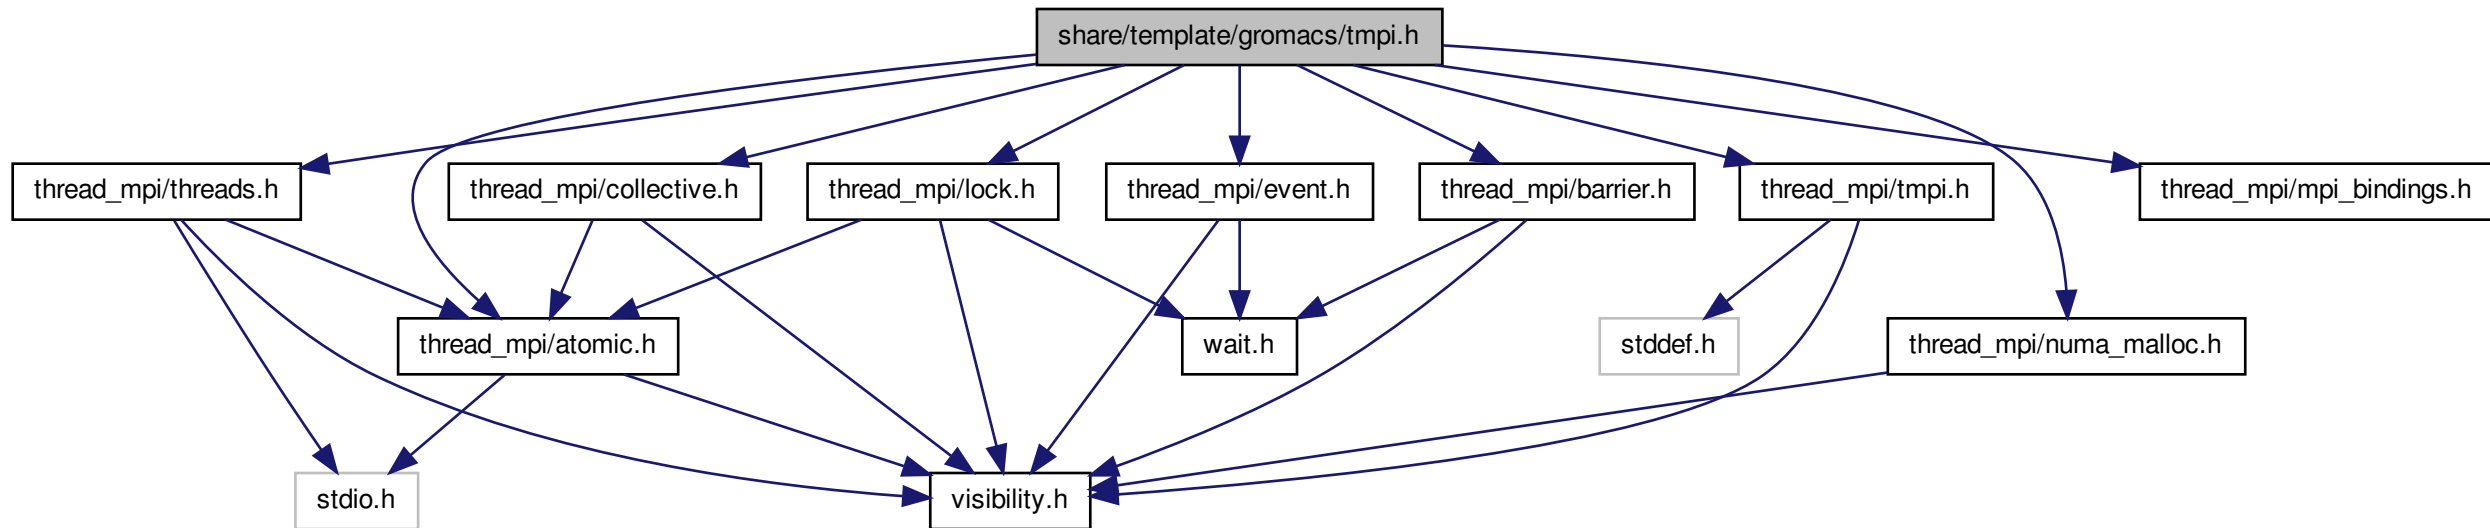 share/template/gromacs/tmpi.h
thread_mpi/threads.h
thread_mpi/collective.h
thread_mpi/lock.h
thread_mpi/event.h
thread_mpi/barrier.h
thread_mpi/tmpi.h
thread_mpi/mpi_bindings.h
thread_mpi/atomic.h
wait.h
stddef.h
thread_mpi/numa_malloc.h
stdio.h
visibility.h